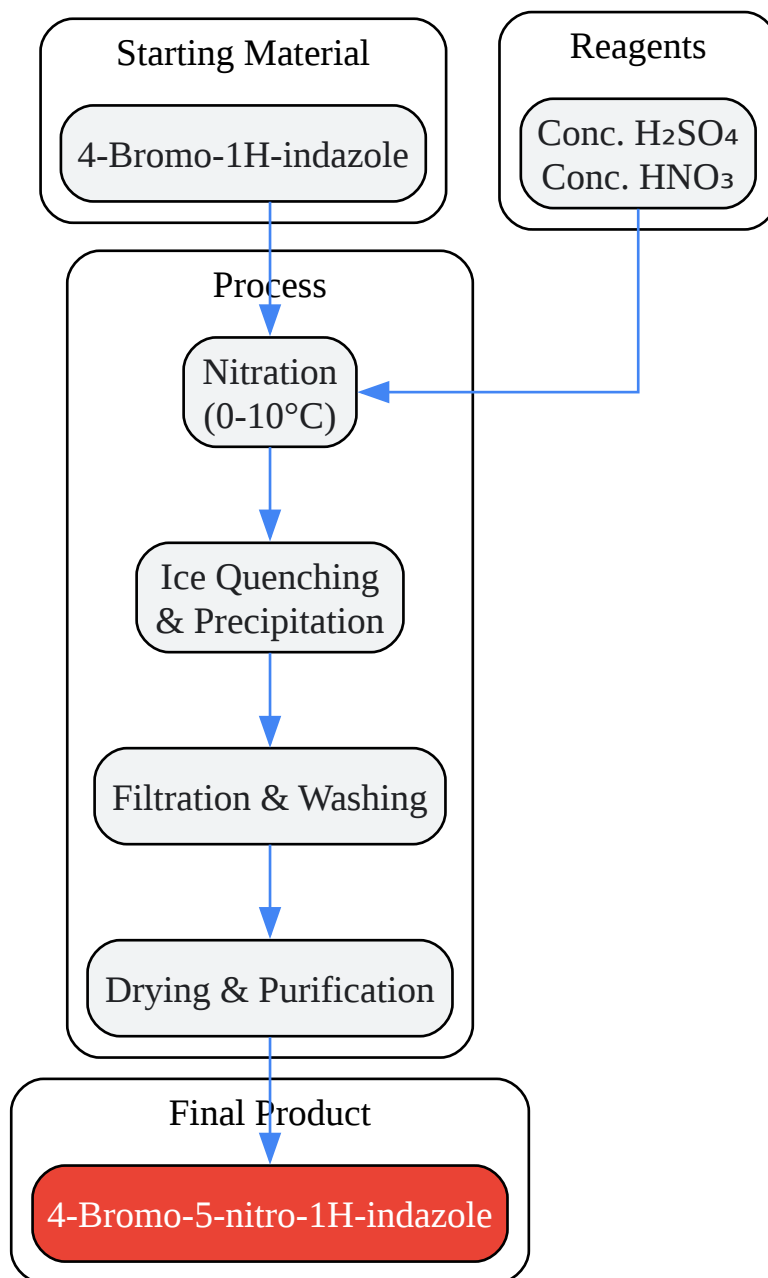 Starting Material
4-Bromo-1H-indazole
Reagents
Conc. H₂SO₄
Conc. HNO₃
Process
Nitration
(0-10°C)
Ice Quenching
& Precipitation
Filtration & Washing
Drying & Purification
Final Product
4-Bromo-5-nitro-1H-indazole